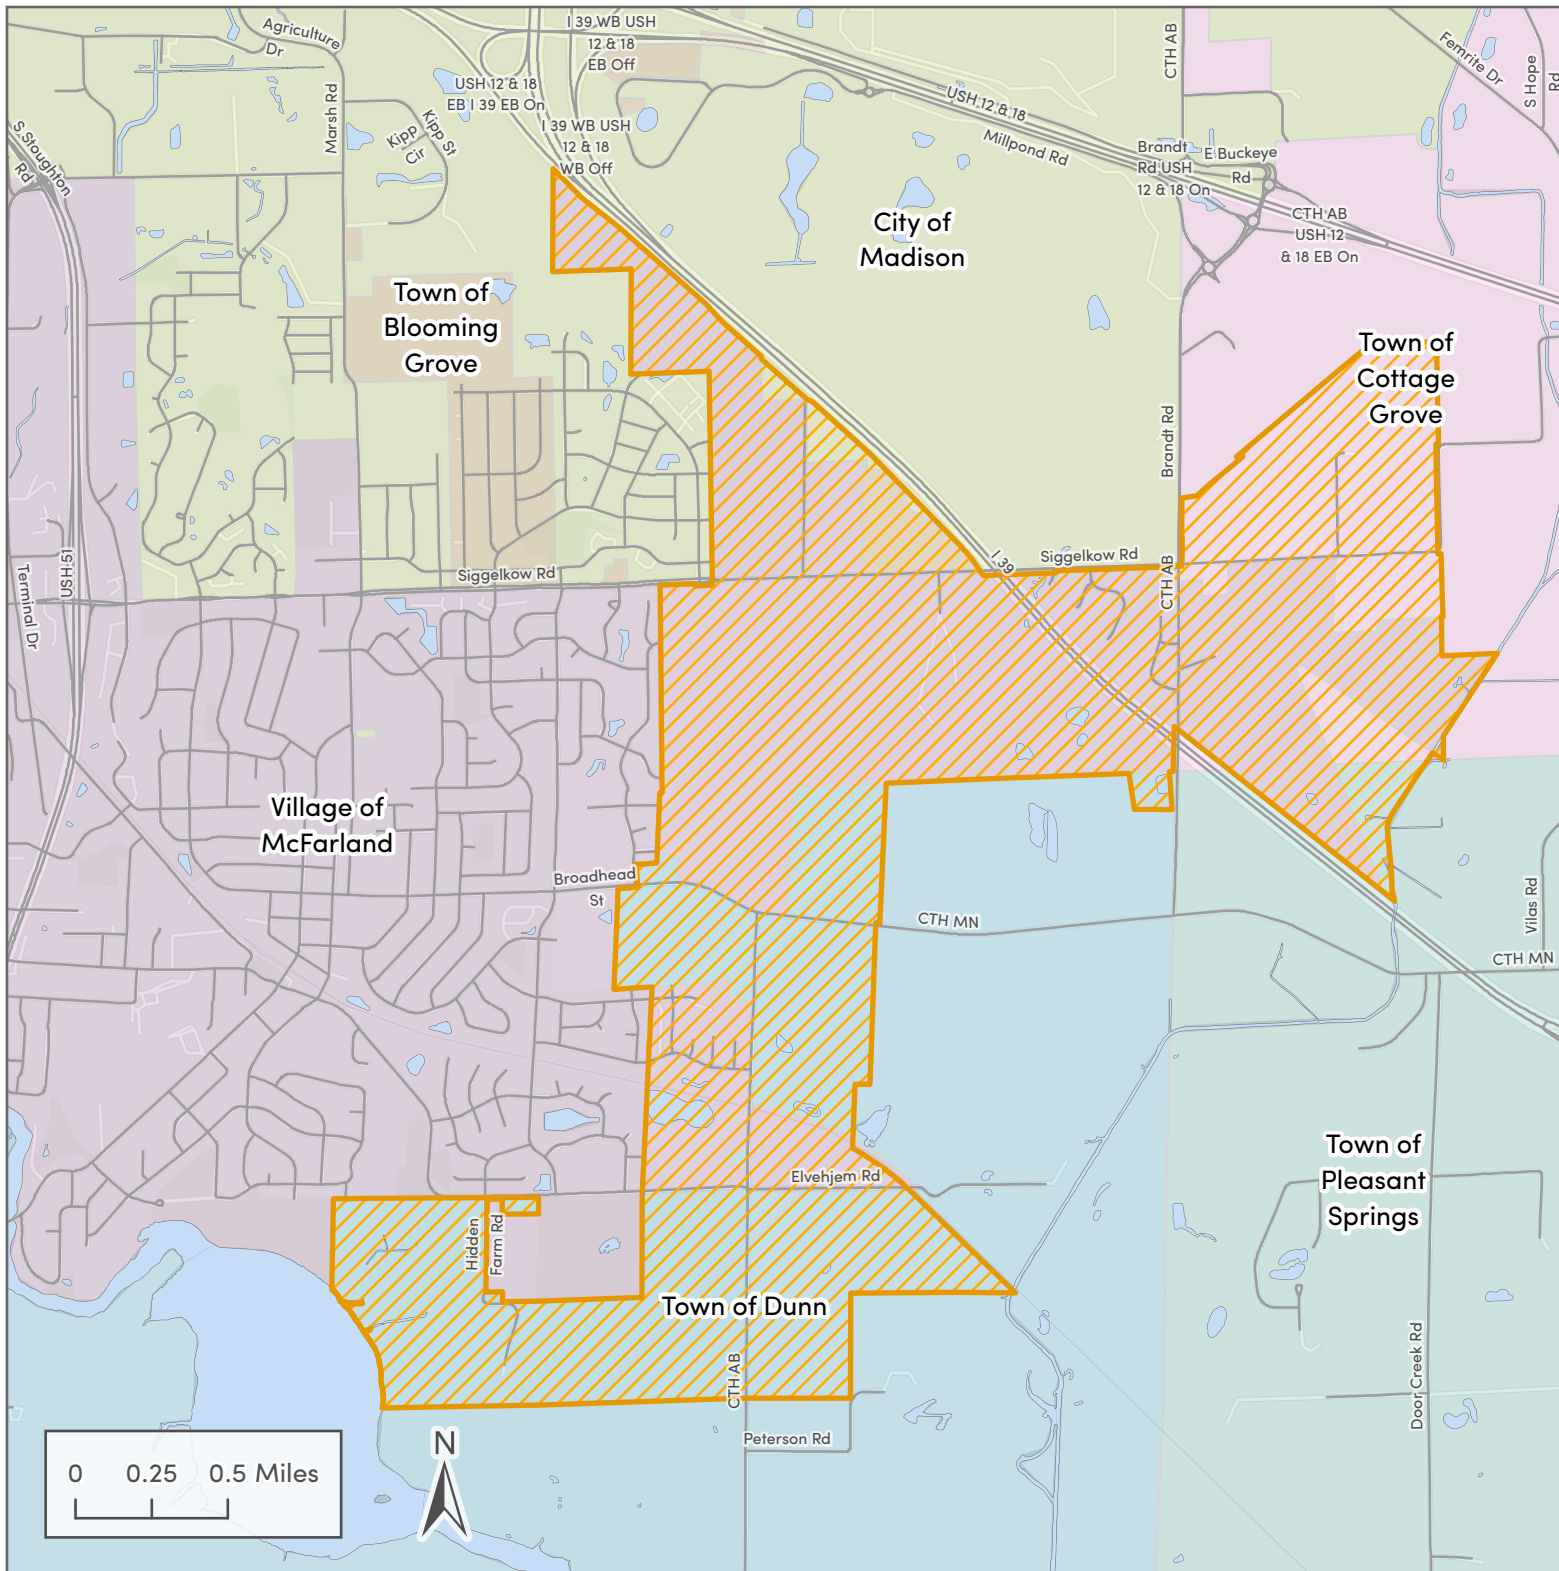 Agriculture
Dr
I 39 WB USH
12 & 18
EB Off
CTH AB
Femrite Dr
S Hope
Rd
USH 12 & 18
EB I 39 EB On
USH 12 & 18
Marsh Rd
Kipp St
Kipp
Cir
I 39 WB USH
12 & 18
WB Off
Millpond Rd
Brandt
Rd USH
12 & 18 On
E Buckeye
Rd
S Stoughton
Rd
City of
Madison
CTH AB
USH 12
& 18 EB On
Town of
Blooming
Grove
Town of
Cottage
Grove
Brandt Rd
Siggelkow Rd
I 39
Siggelkow Rd
CTH AB
USH 51
Terminal Dr
Village of
McFarland
Broadhead
St
CTH MN
Vilas Rd
CTH MN
Town of
Pleasant
Springs
Elvehjem Rd
Hidden
Farm Rd
Town of Dunn
CTH AB
Door Creek Rd
Peterson Rd
N
0 0.25 0.5 Miles